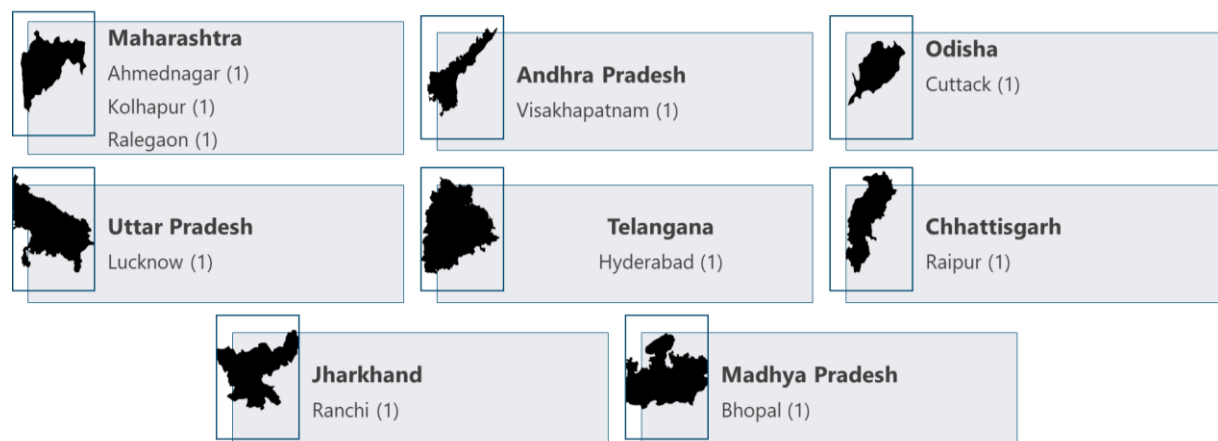 Maharashtra
Ahmednagar (1)
Kolhapur (1)
Ralegaon (1)
Andhra Pradesh
Visakhapatnam (1)
Odisha
Cuttack (1)
Uttar Pradesh
Lucknow (1)
Telangana
Hyderabad (1)
Chhattisgarh
Raipur (1)
Jharkhand
Ranchi (1)
Madhya Pradesh
Bhopal (1)